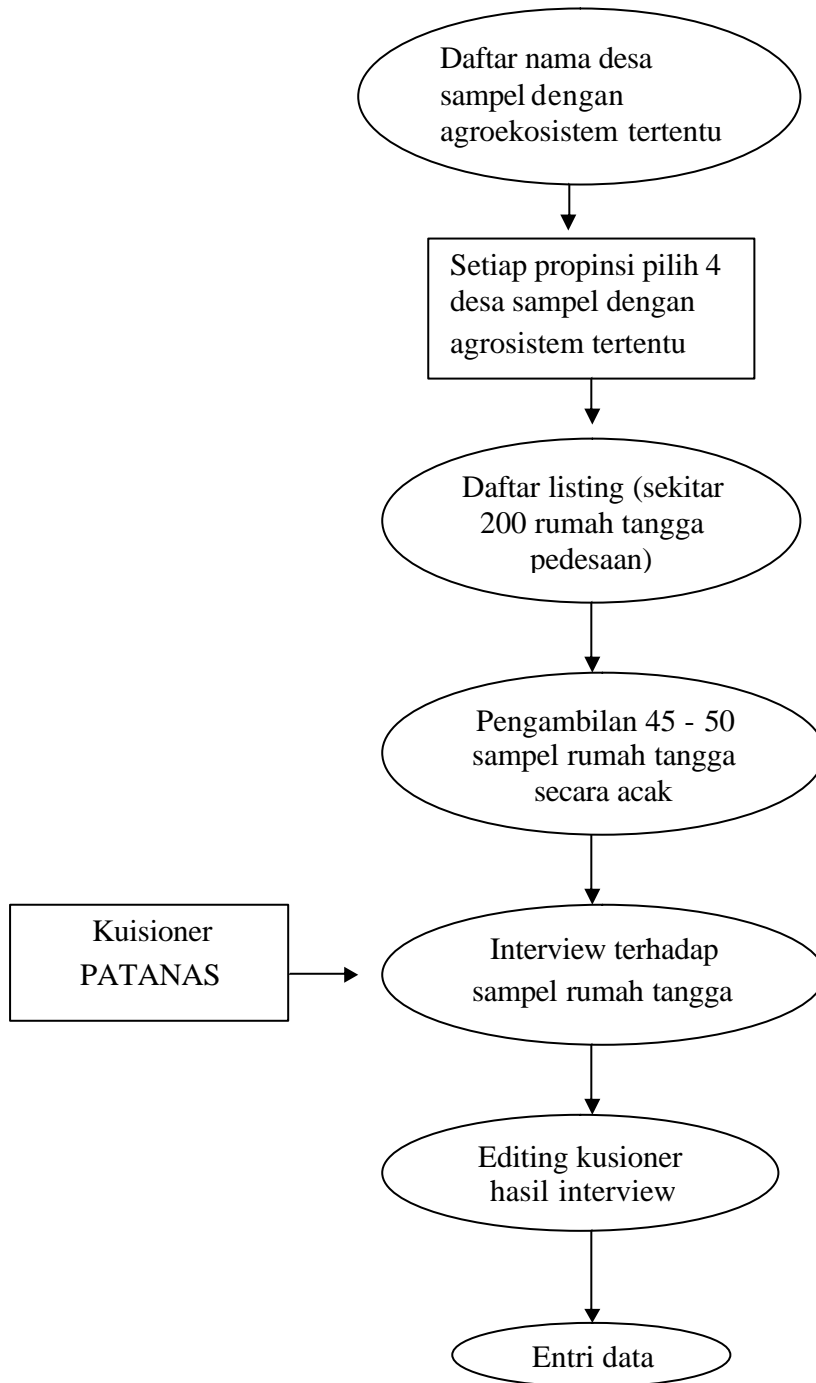 Daftar nama desa
sampel dengan
agroekosistem tertentu
Setiap propinsi pilih 4
desa sampel dengan
agrosistem tertentu
Daftar listing (sekitar
200 rumah tangga
pedesaan)
Pengambilan 45 - 50
sampel rumah tangga
secara acak
Kuisioner
PATANAS
Interview terhadap
sampel rumah tangga
Editing kusioner
hasil interview
Entri data